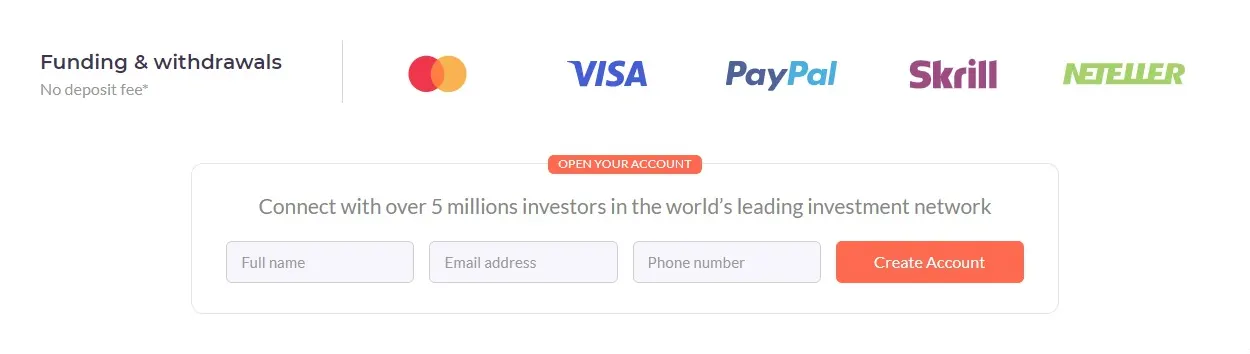 Funding & withdrawals
No deposit fee*
VISA
PayPal
Skrill
NETELLER
OPEN YOUR ACCOUNT
Connect with over 5 millions investors in the world’s leading investment network
Full name
Email address
Phone number
Create Account